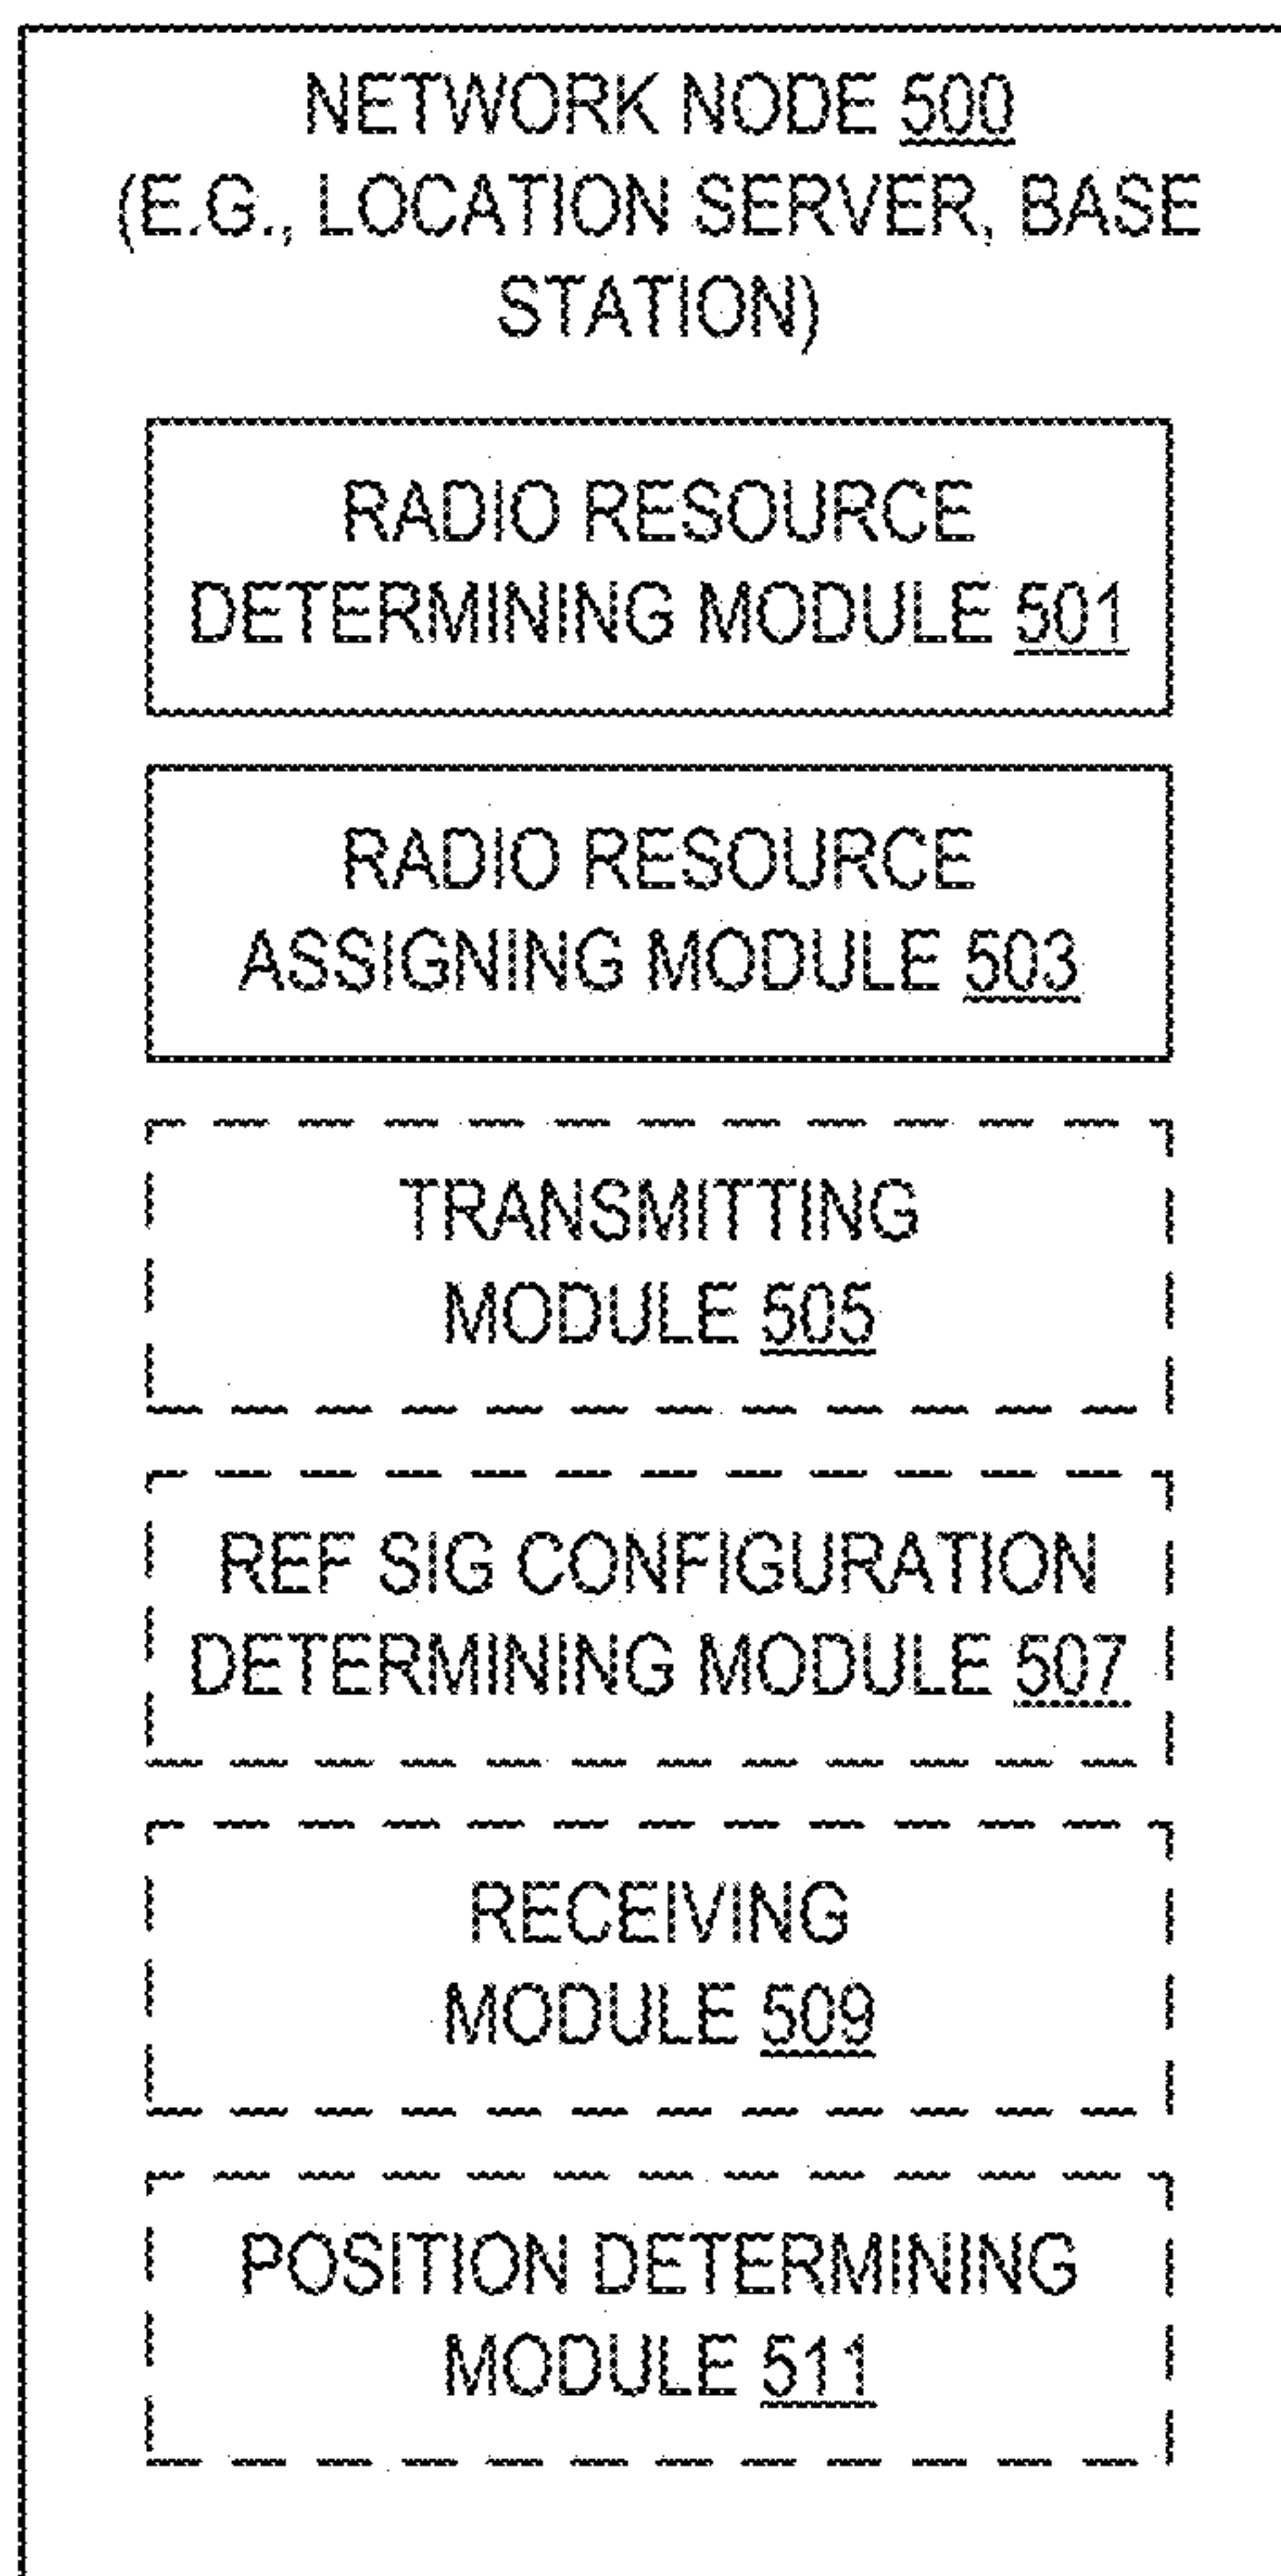 NETWORK NODE 500
(E.G., LOCATION SERVER, BASE
STATION)
RADIO RESOURCE
DETERMINING MODULE 501
RADIO RESOURCE
ASSIGNING MODULE 503
TRANSMITTING
MODULE 505
REF SIG CONFIGURATION
DETERMINING MODULE 507
RECEIVING
MODULE 509
POSITION DETERMINING
MODULE 511